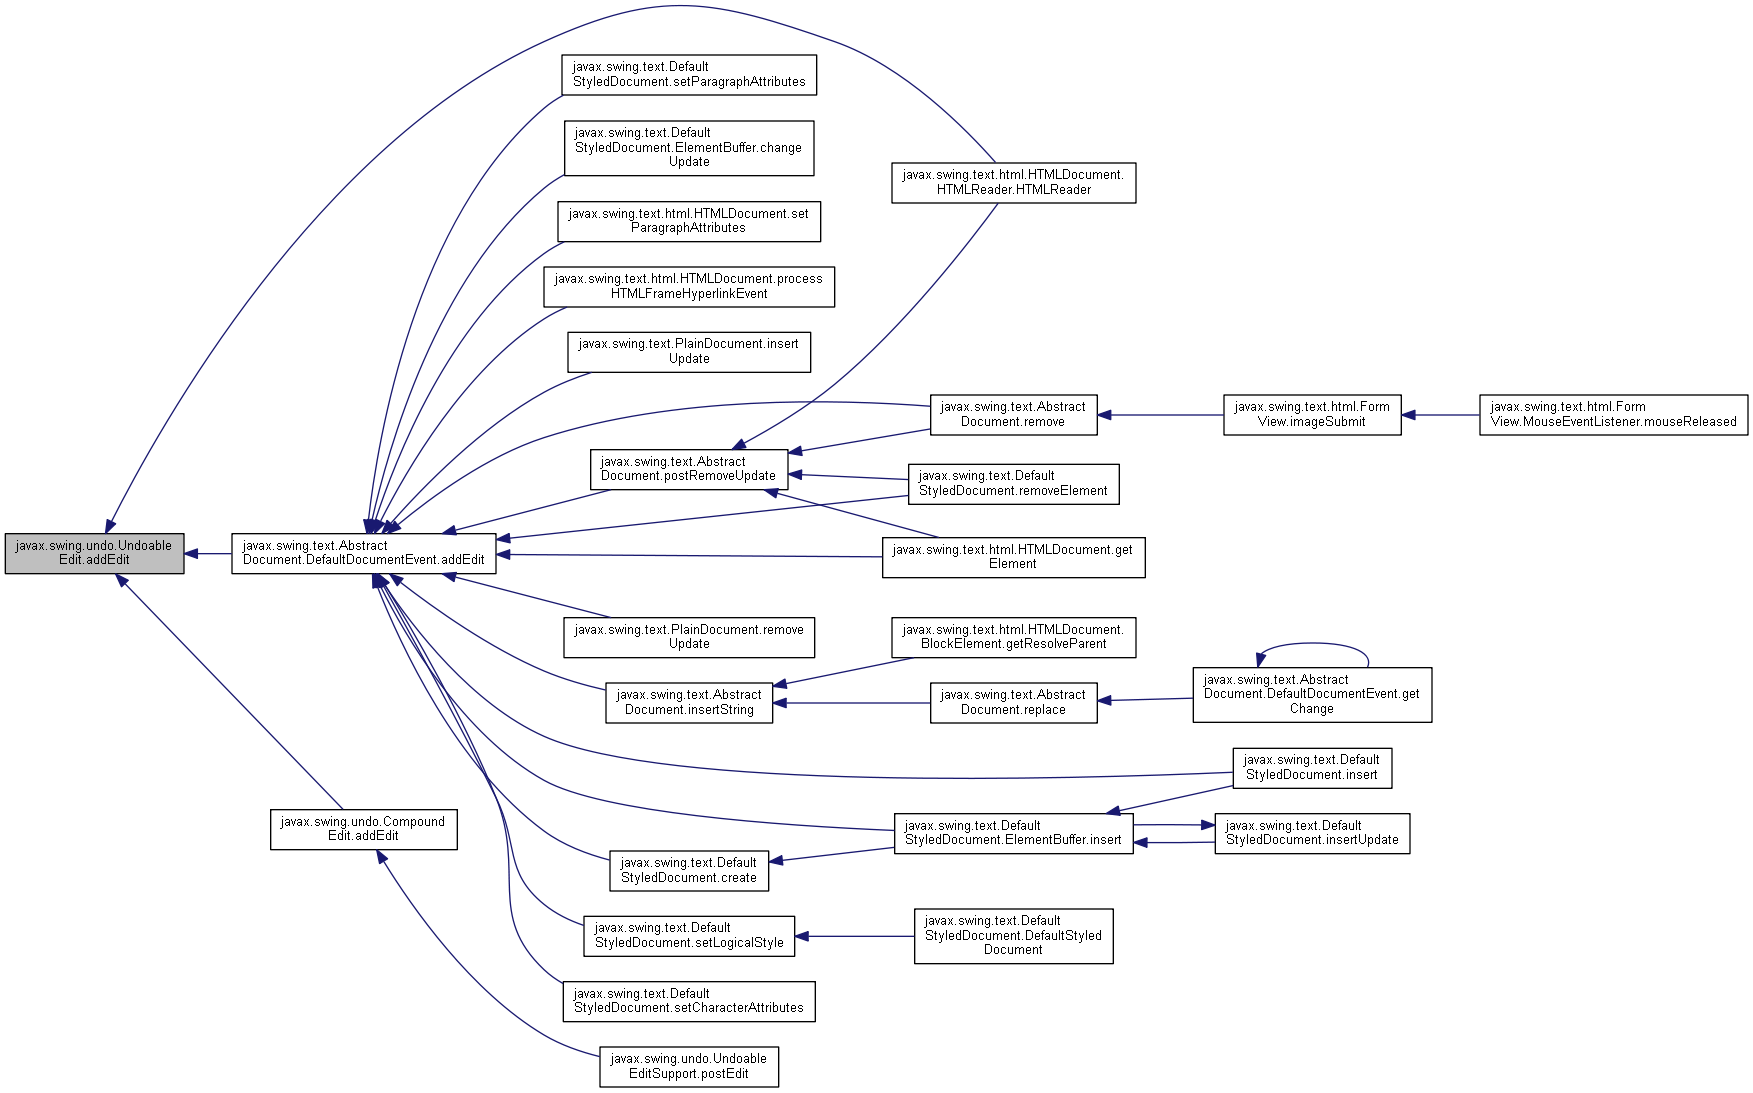 javax.swing.text.Default
StyledDocument.setParagraphAttributes
javax.swing.text.Default
StyledDocument.ElementBuffer.change
Update
javax.swing.text.html.HTMLDocument.
HTMLReader.HTMLReader
javax.swing.text.html.HTMLDocument.set
ParagraphAttributes
javax.swing.text.html.HTMLDocument.process
HTMLFrameHyperlinkEvent
javax.swing.text.PlainDocument.insert
Update
javax.swing.text.Abstract
Document.remove
javax.swing.text.html.Form
View.imageSubmit
javax.swing.text.html.Form
View.MouseEventListener.mouseReleased
javax.swing.text.Abstract
Document.postRemoveUpdate
javax.swing.text.Default
StyledDocument.removeElement
javax.swing.undo.Undoable
Edit.addEdit
javax.swing.text.Abstract
Document.DefaultDocumentEvent.addEdit
javax.swing.text.html.HTMLDocument.get
Element
javax.swing.text.PlainDocument.remove
Update
javax.swing.text.html.HTMLDocument.
BlockElement.getResolveParent
javax.swing.text.Abstract
Document.insertString
javax.swing.text.Abstract
Document.replace
javax.swing.text.Abstract
Document.DefaultDocumentEvent.get
Change
javax.swing.text.Default
StyledDocument.insert
javax.swing.undo.Compound
Edit.addEdit
javax.swing.text.Default
StyledDocument.ElementBuffer.insert
javax.swing.text.Default
StyledDocument.insertUpdate
javax.swing.text.Default
StyledDocument.create
javax.swing.text.Default
StyledDocument.setLogicalStyle
javax.swing.text.Default
StyledDocument.DefaultStyled
Document
javax.swing.text.Default
StyledDocument.setCharacterAttributes
javax.swing.undo.Undoable
EditSupport.postEdit